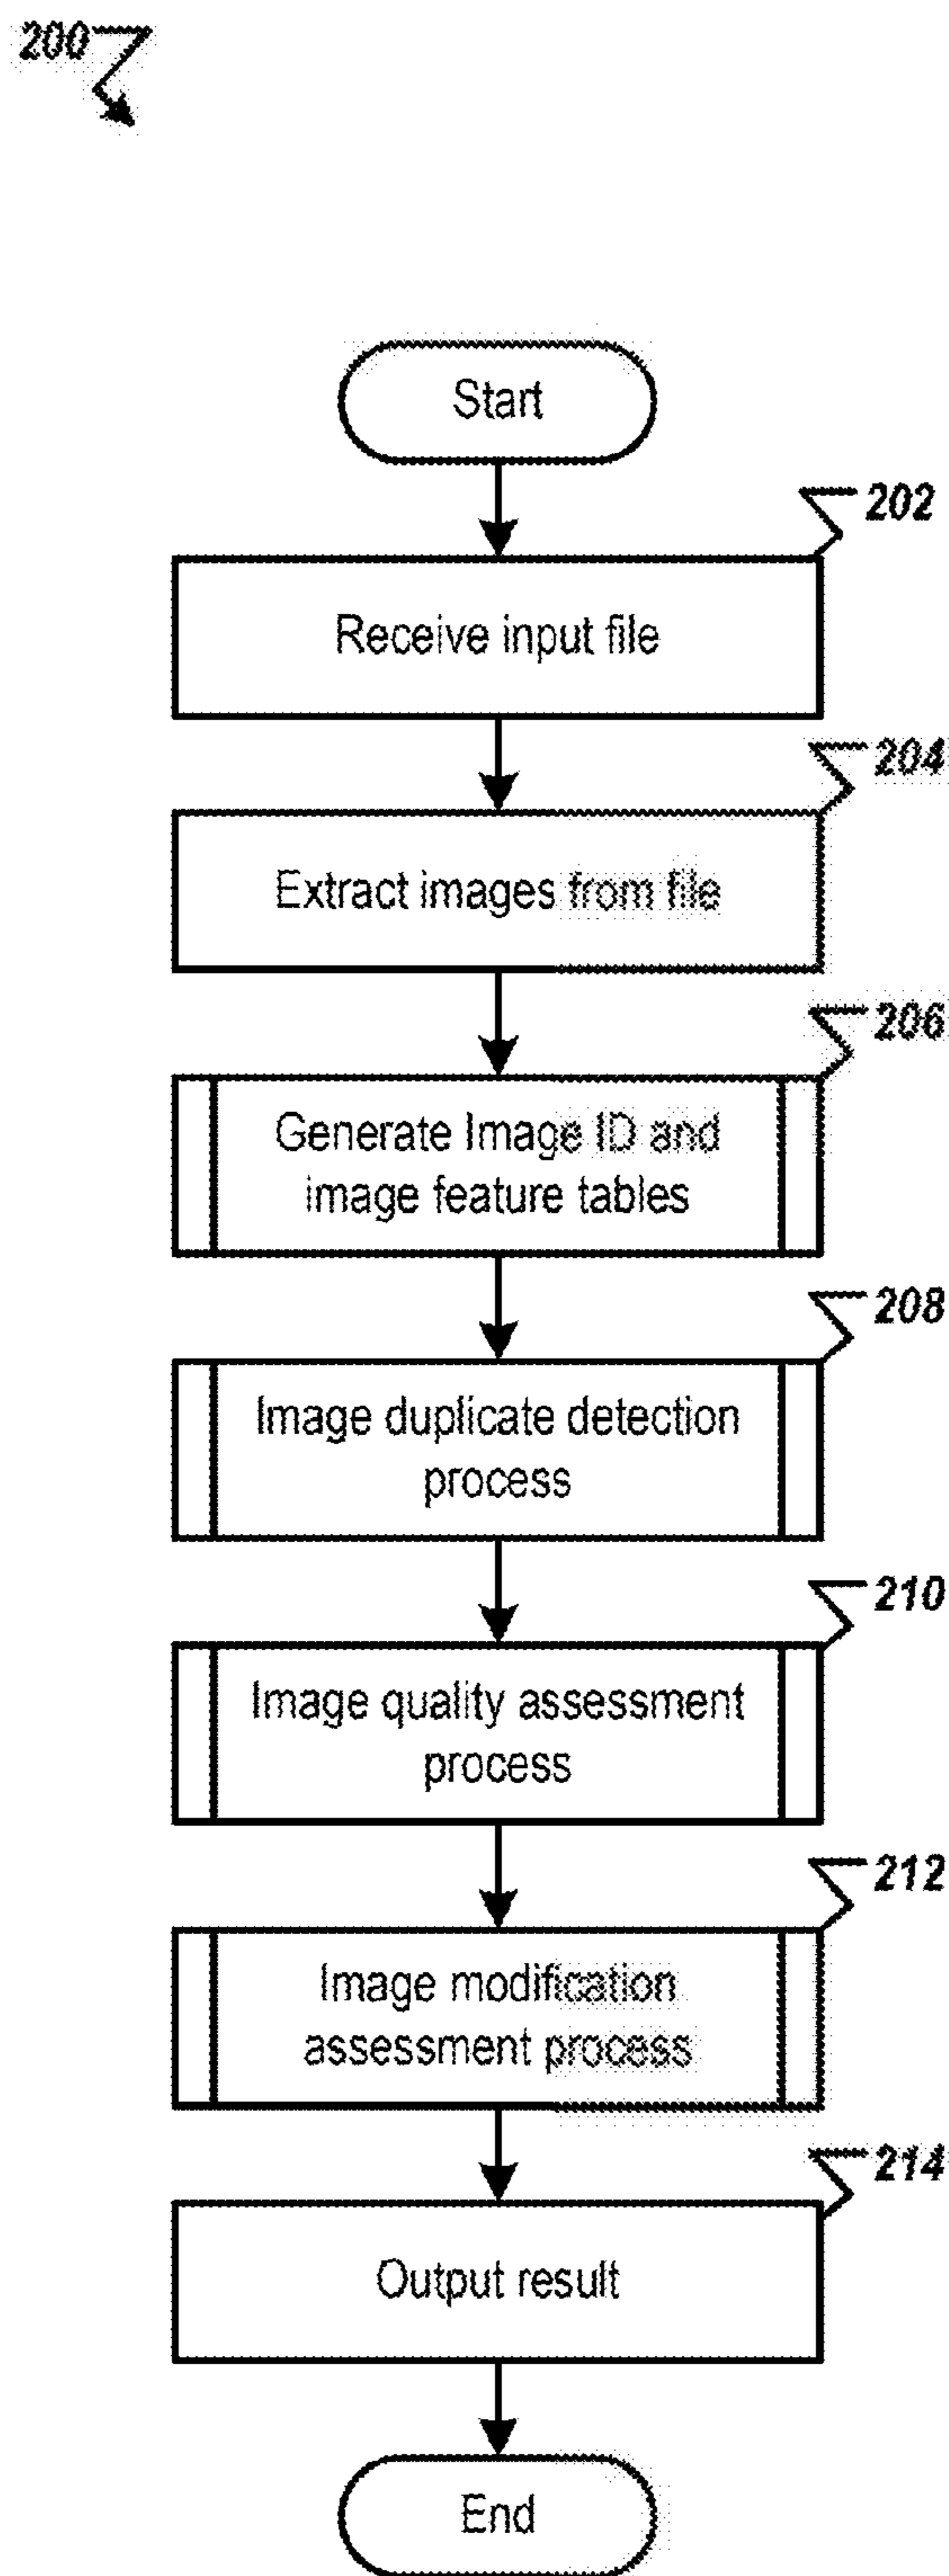 200
Start
202
Receive input file
204
Extract images from file
206
Generate Image ID and
image feature tables
208
Image duplicate detection
process
210
Image quality assessment
process
212
Image modification
assessment process
214
Output result
End